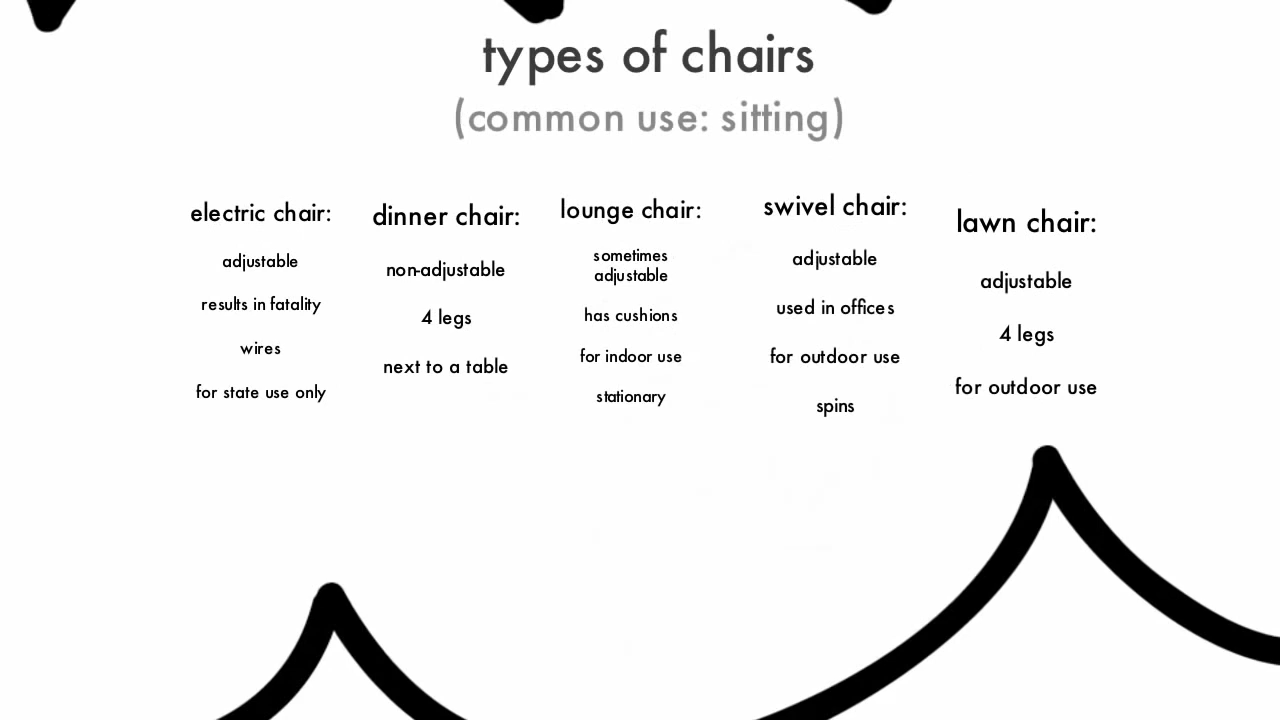 types of chairs
(common use: sitting)
electric chair:
adjustable
results in fatality
wires
for state use only
dinner chair:
non-adjustable
4 legs
next to a table
lounge chair:
sometimes
adjustable
has cushions
for indoor use
stationary
swivel chair:
adjustable
used in offices
for outdoor use
spins
lawn chair:
adjustable
4 legs
for outdoor use